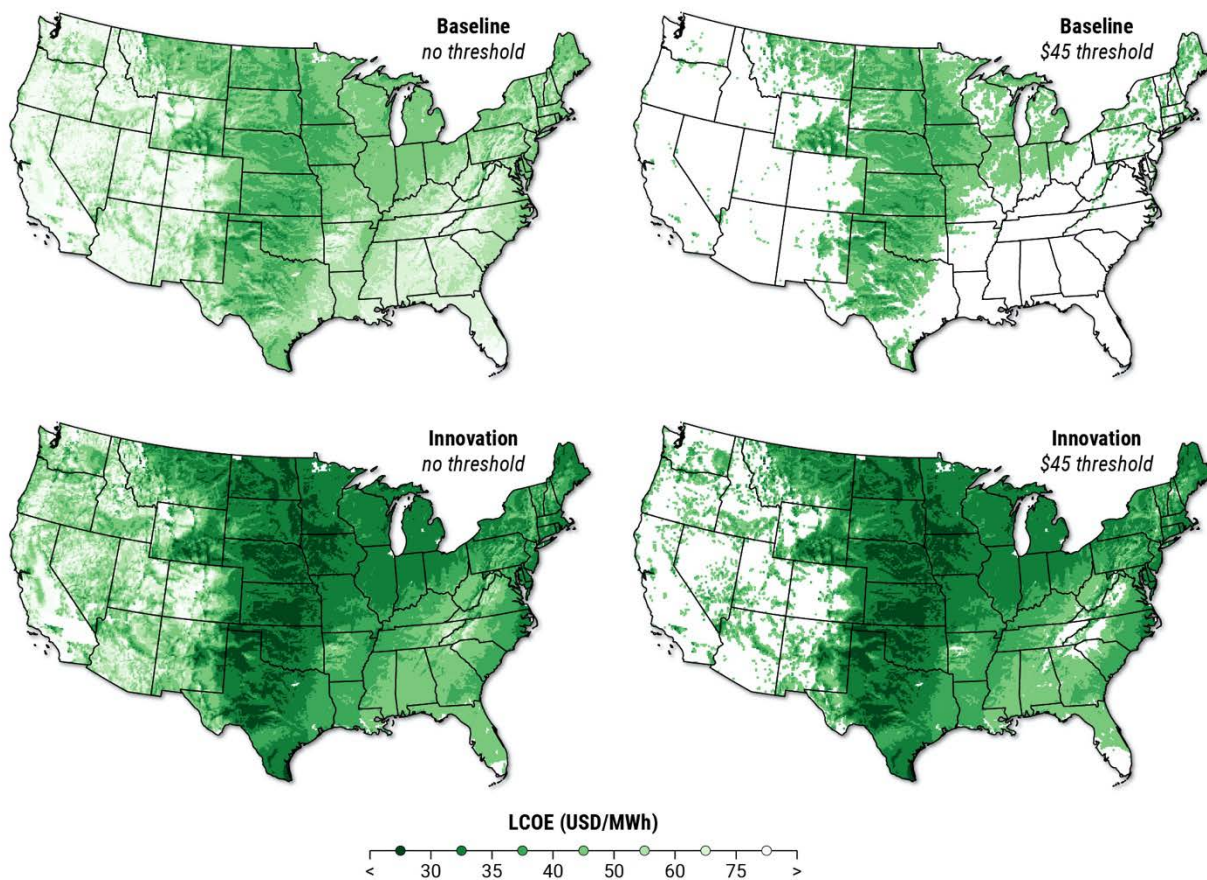 Baseline
no threshold
Baseline
$45 threshold
Innovation
no threshold
Innovation
$45 threshold
LCOE (USD/MWh)
< 30 35 40 45 50 60 75 >